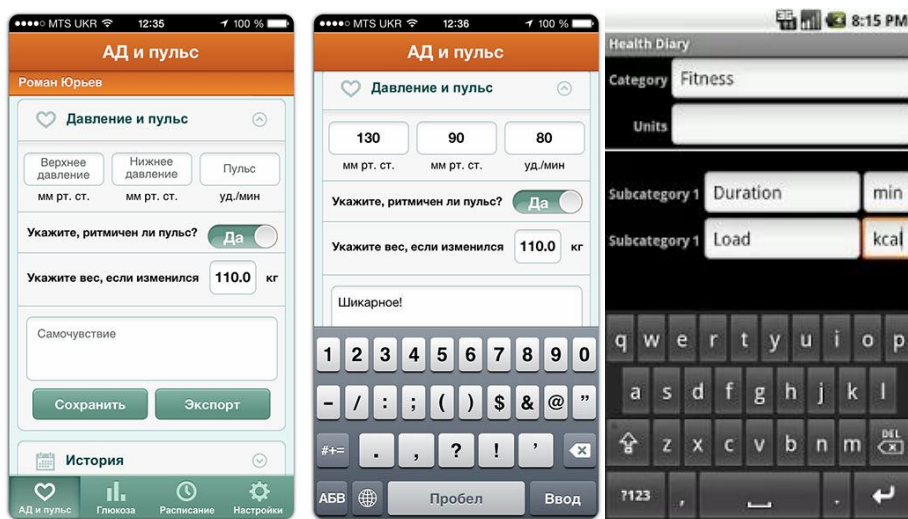 MTS UKR 12:35 100 %
АД и пульс
Роман Юрьев
Давление и пульс
Верхнее давление
Нижнее давление
Пульс
мм рт. ст. мм рт. ст. уд./мин
Укажите, ритмичен ли пульс? Да
Укажите вес, если изменился 110.0 кг
Самочувствие
Сохранить Экспорт
История
АД и пульс Глюкоза Расписание Настройки
MTS UKR 12:36 100 %
АД и пульс
Давление и пульс
130 90 80
мм рт. ст. мм рт. ст. уд./мин
Укажите, ритмичен ли пульс? Да
Укажите вес, если изменился 110.0 кг
Шикарное!
1 2 3 4 5 6 7 8 9 0
- / : ; ( ) $ & @ "
#+= . , ? ! '
АБВ Пробел Ввод
8:15 PM
Health Diary
Category Fitness
Units
Subcategory 1 Duration min
Subcategory 1 Load kcal
q w e r t y u i o p
a s d f g h j k l
z x c v b n m DEL
?123 , .